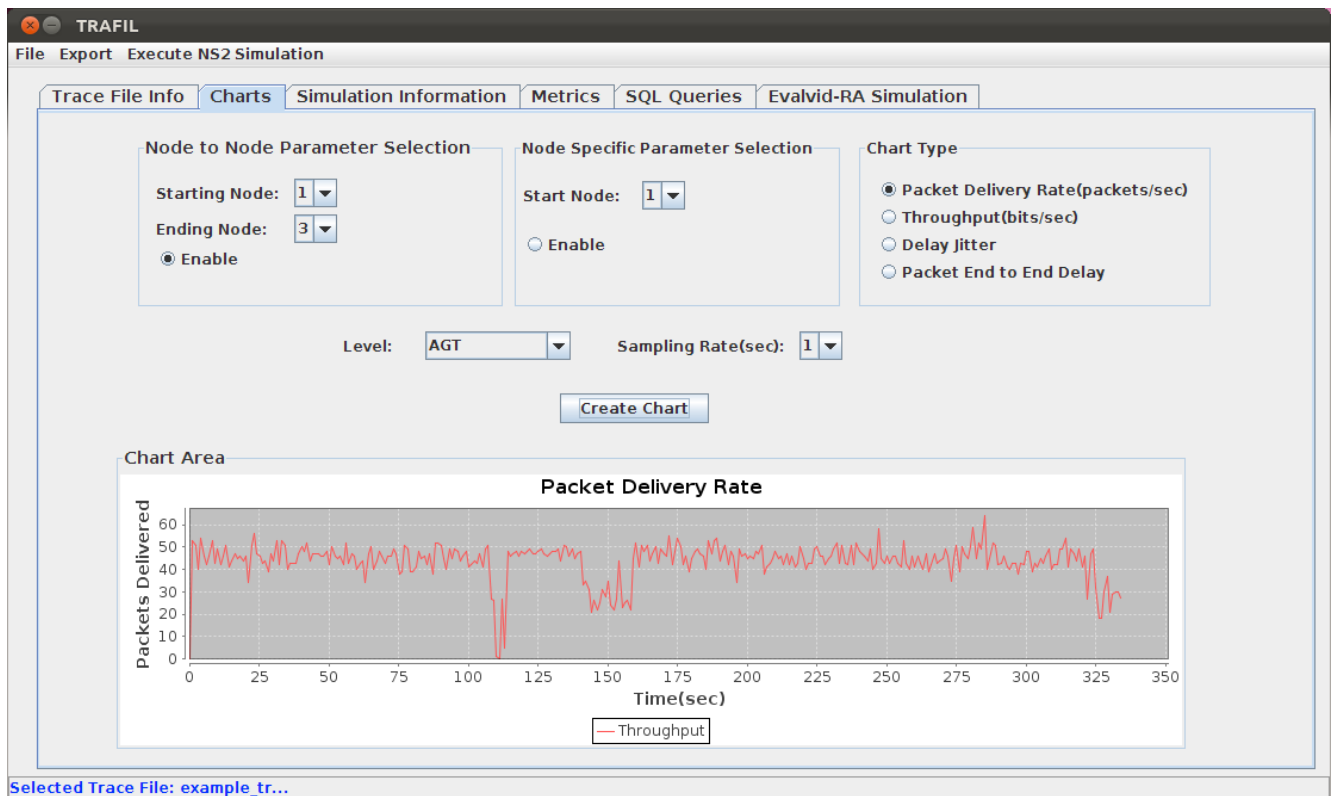 TRAFIL
File Export Execute NS2 Simulation
Trace File Info Charts Simulation Information Metrics SQL Queries Evalvid-RA Simulation
Node to Node Parameter Selection
Starting Node: 1
Ending Node: 3
Enable
Node Specific Parameter Selection
Start Node: 1
Enable
Chart Type
Packet Delivery Rate(packets/sec)
Throughput(bits/sec)
Delay Jitter
Packet End to End Delay
Level: AGT Sampling Rate(sec): 1
Create Chart
Chart Area
Packet Delivery Rate
Packets Delivered
60
50
40
30
20
10
0
0 25 50 75 100 125 150 175 200 225 250 275 300 325 350
Time(sec)
Throughput
Selected Trace File: example_tr...